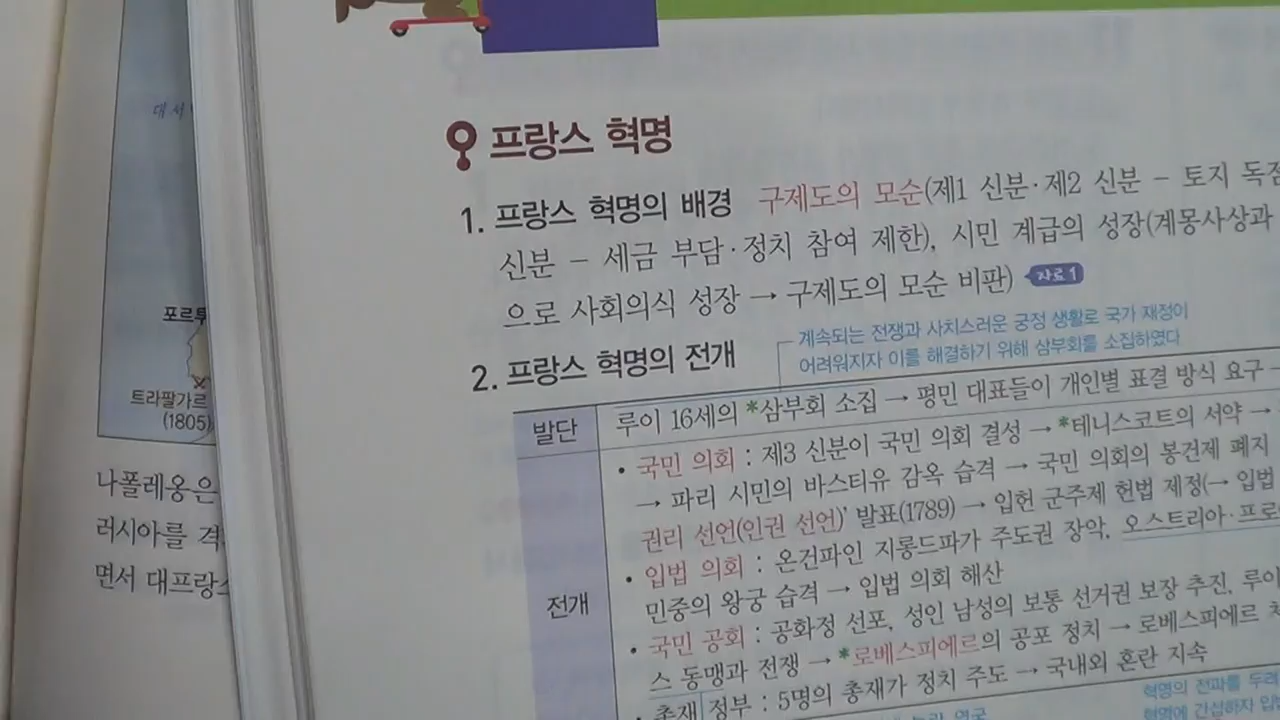 대서
포르투
트라팔가르
(1805)
나폴레옹은
러시아를 격
면서 대프랑스
프랑스 혁명
1. 프랑스 혁명의 배경 구제도의 모순(제1 신분·제2 신분 - 토지 독점
신분 - 세금 부담·정치 참여 제한), 시민 계급의 성장(계몽사상과
으로 사회의식 성장 → 구제도의 모순 비판) 자료 1
계속되는 전쟁과 사치스러운 궁정 생활로 국가 재정이
어려워지자 이를 해결하기 위해 삼부회를 소집하였다
2. 프랑스 혁명의 전개
발단 루이 16세의 *삼부회 소집 → 평민 대표들이 개인별 표결 방식 요구 →
전개
• 국민 의회 : 제3 신분이 국민 의회 결성 → *테니스코트의 서약 →
→ 파리 시민의 바스티유 감옥 습격 → 국민 의회의 봉건제 폐지
권리 선언(인권 선언)' 발표(1789) → 입헌 군주제 헌법 제정(→ 입법
• 입법 의회 : 온건파인 지롱드파가 주도권 장악, 오스트리아·프로
민중의 왕궁 습격 → 입법 의회 해산
• 국민 공회 : 공화정 선포, 성인 남성의 보통 선거권 보장 추진, 루이
스 동맹과 전쟁 → *로베스피에르의 공포 정치 → 로베스피에르
• 총재 정부 : 5명의 총재가 정치 주도 → 국내외 혼란 지속
혁명의 전파를 두려
혁명에 간섭하자 입
영국